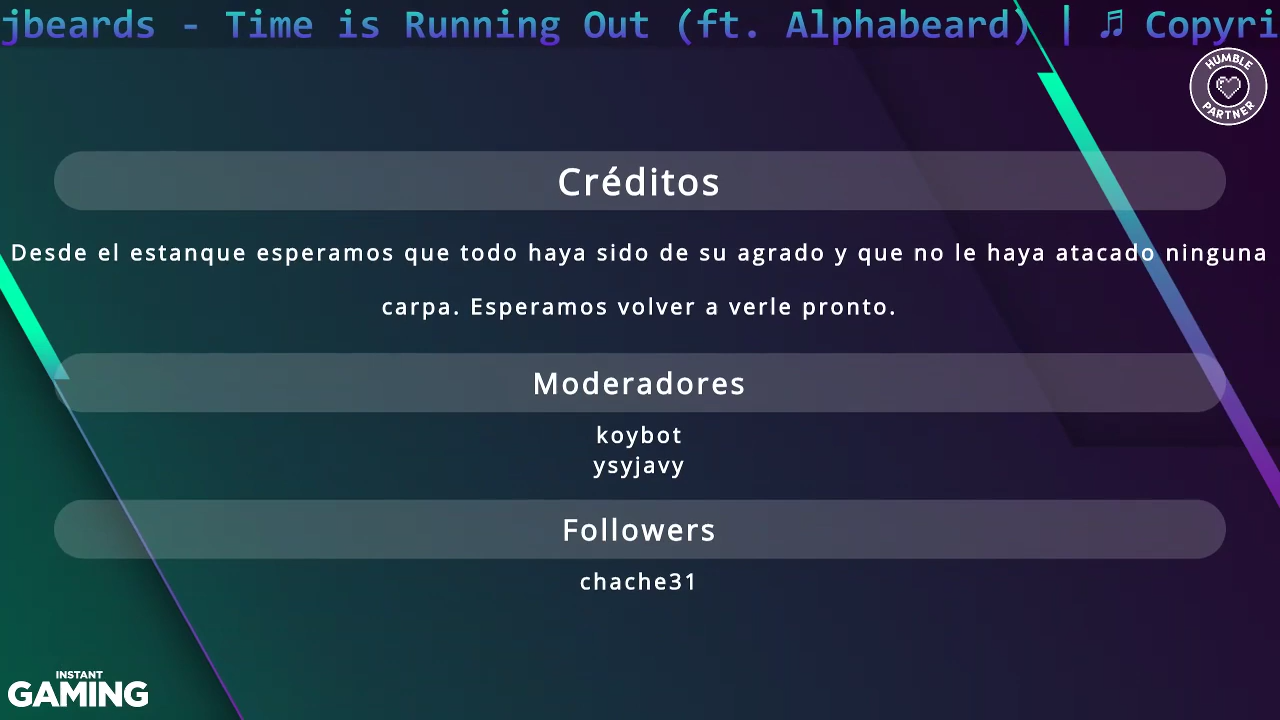 jbeards - Time is Running Out (ft. Alphabeard) | ♬ Copyri
HUMBLE
PARTNER
Créditos
Desde el estanque esperamos que todo haya sido de su agrado y que no le haya atacado ninguna
carpa. Esperamos volver a verle pronto.
Moderadores
koybot
ysyjavy
Followers
chache31
INSTANT
GAMING